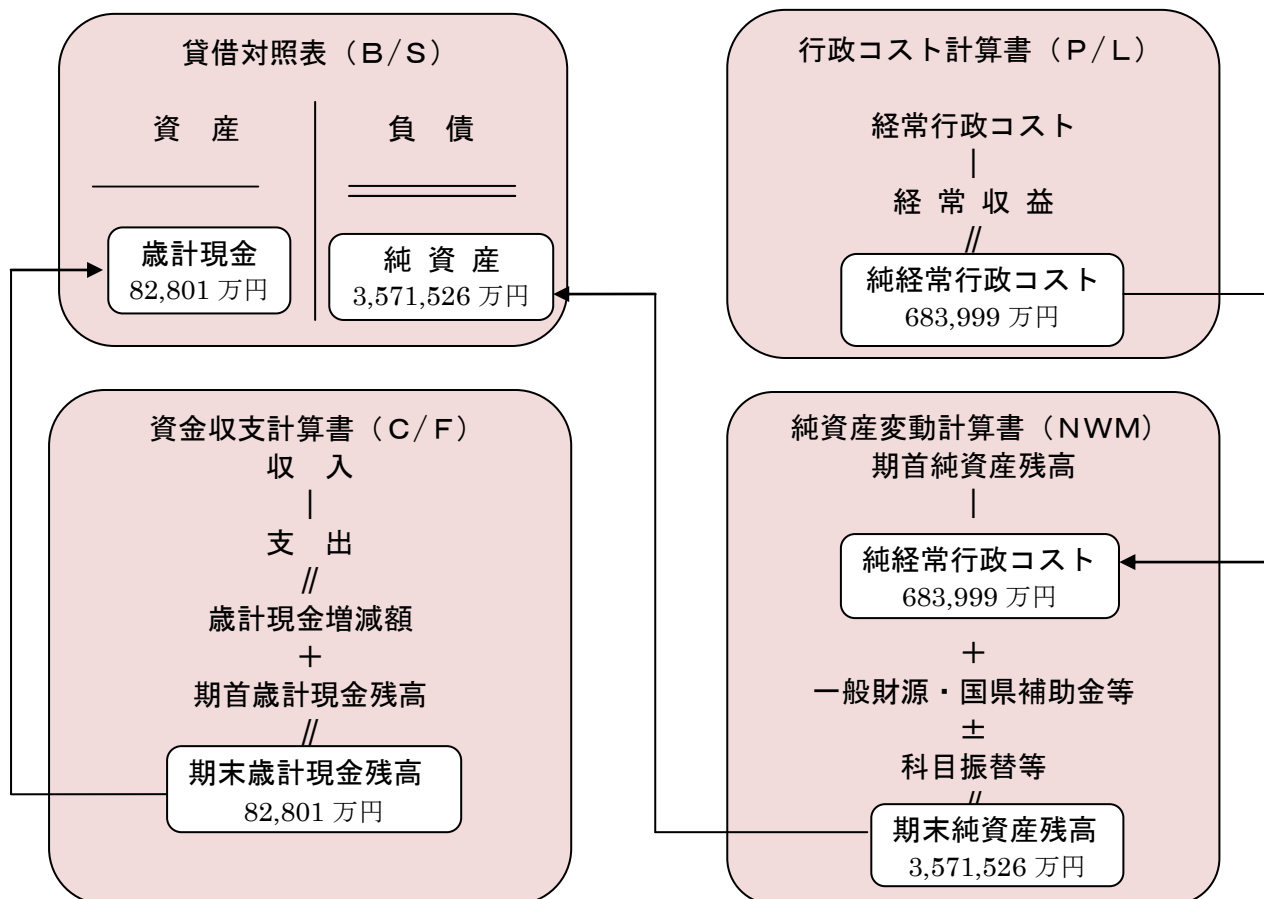 貸借対照表（B/S）
資 産
負 債
歳計現金
82,801 万円
純 資 産
3,571,526 万円
行政コスト計算書（P/L）
経常行政コスト
｜
経 常 収 益
//
純経常行政コスト
683,999 万円
資金収支計算書（C/F）
収 入
｜
支 出
//
歳計現金増減額
＋
期首歳計現金残高
//
期末歳計現金残高
82,801 万円
純資産変動計算書（NWM）
期首純資産残高
｜
純経常行政コスト
683,999 万円
＋
一般財源・国県補助金等
±
科目振替等
//
期末純資産残高
3,571,526 万円